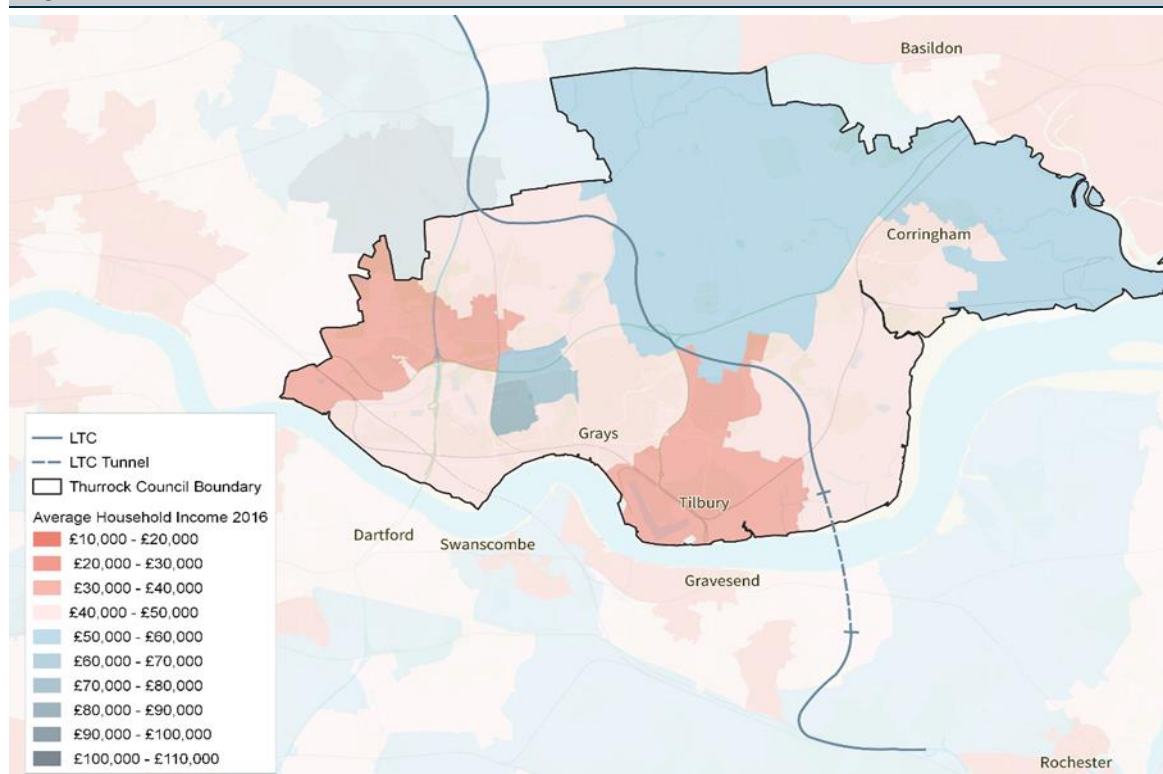 Basildon
Corringham
Grays
Tilbury
Dartford
Swanscombe
Gravesend
Rochester
LTC
LTC Tunnel
Thurrock Council Boundary
Average Household Income 2016
£10,000 - £20,000
£20,000 - £30,000
£30,000 - £40,000
£40,000 - £50,000
£50,000 - £60,000
£60,000 - £70,000
£70,000 - £80,000
£80,000 - £90,000
£90,000 - £100,000
£100,000 - £110,000